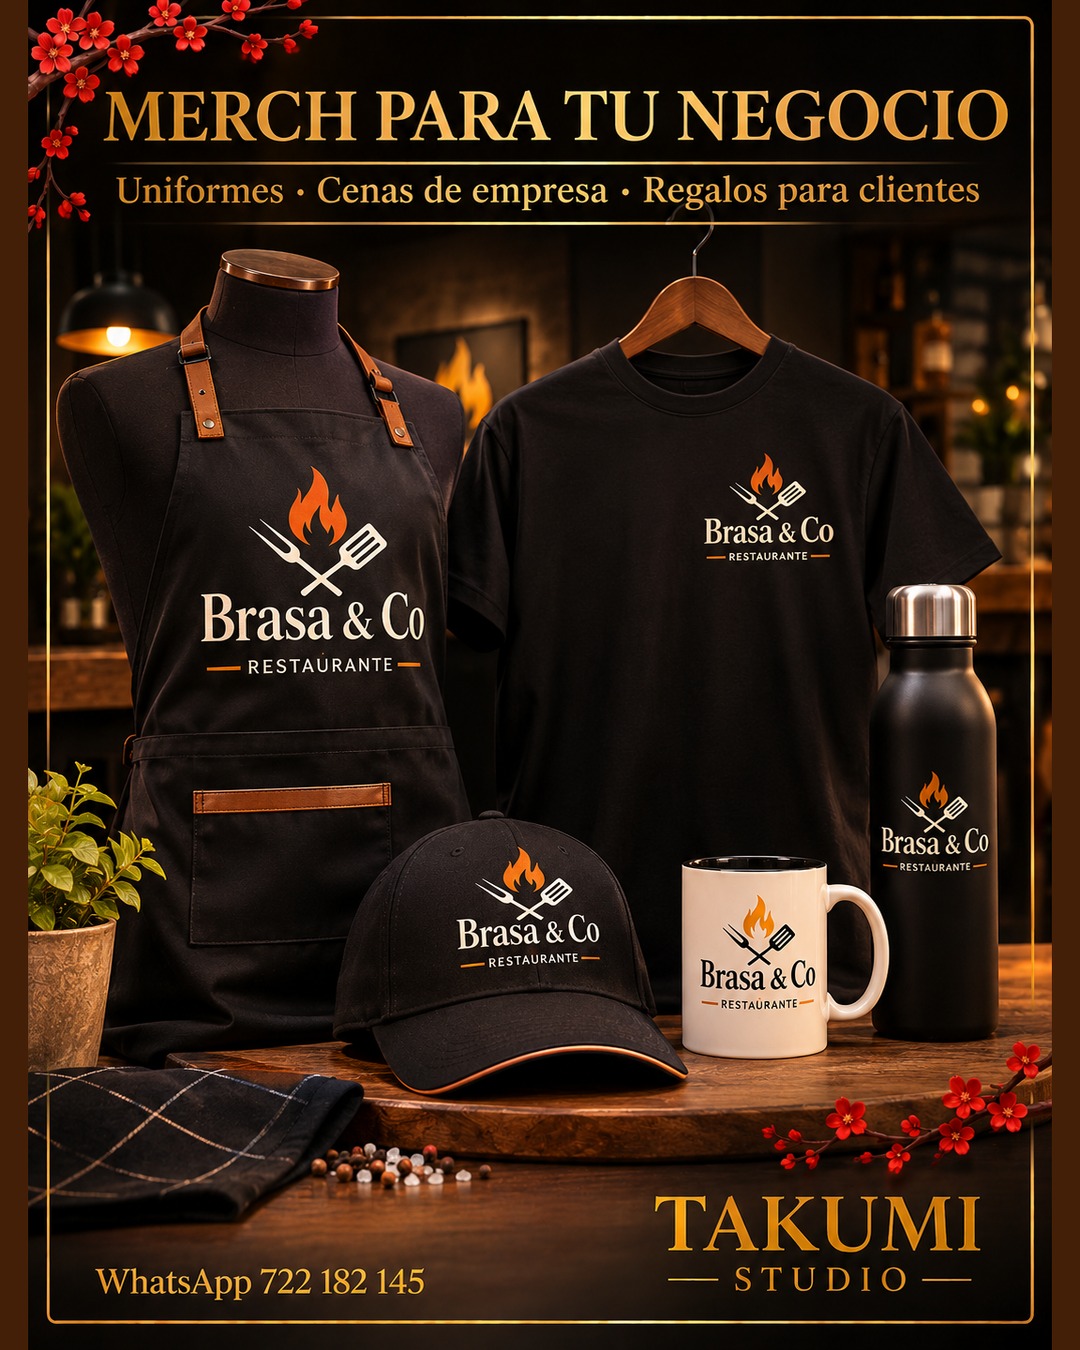 MERCH PARA TU NEGOCIO
Uniformes · Cenas de empresa · Regalos para clientes
Brasa & Co
RESTAURANTE
Brasa & Co
RESTAURANTE
Brasa & Co
RESTAURANTE
Brasa & Co
RESTAURANTE
Brasa & Co
RESTAURANTE
TAKUMI
STUDIO
WhatsApp 722 182 145